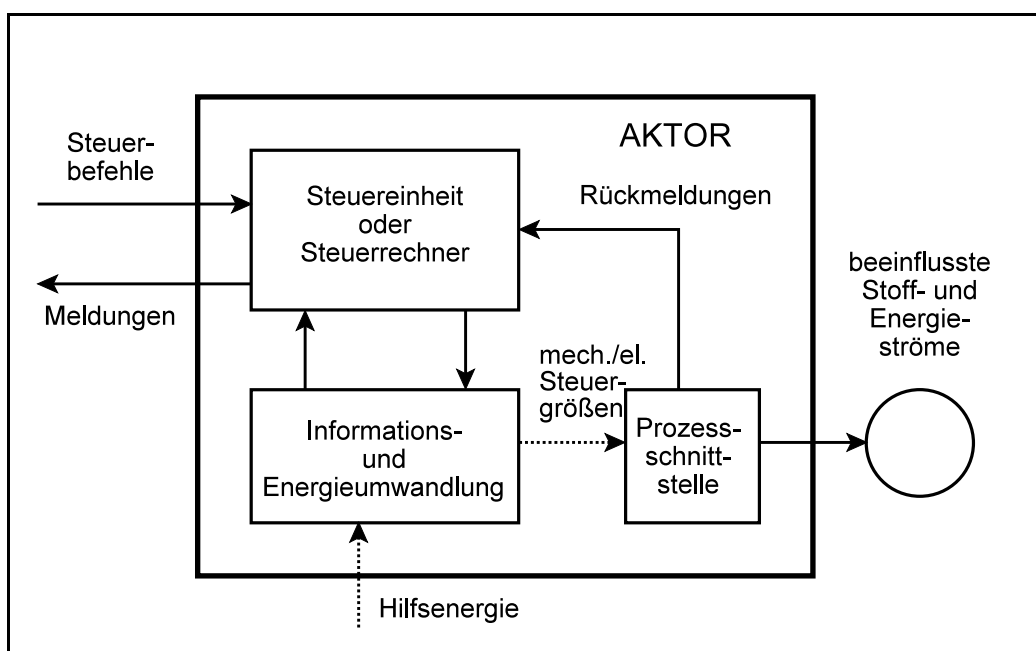 AKTOR
Steuer-
befehle
Steuereinheit
oder
Steuerrechner
Rückmeldungen
Meldungen
beeinflusste
Stoff- und
Energie-
ströme
mech./el.
Steuer-
größen
Informations-
und
Energieumwandlung
Prozess-
schnitt-
stelle
Hilfsenergie